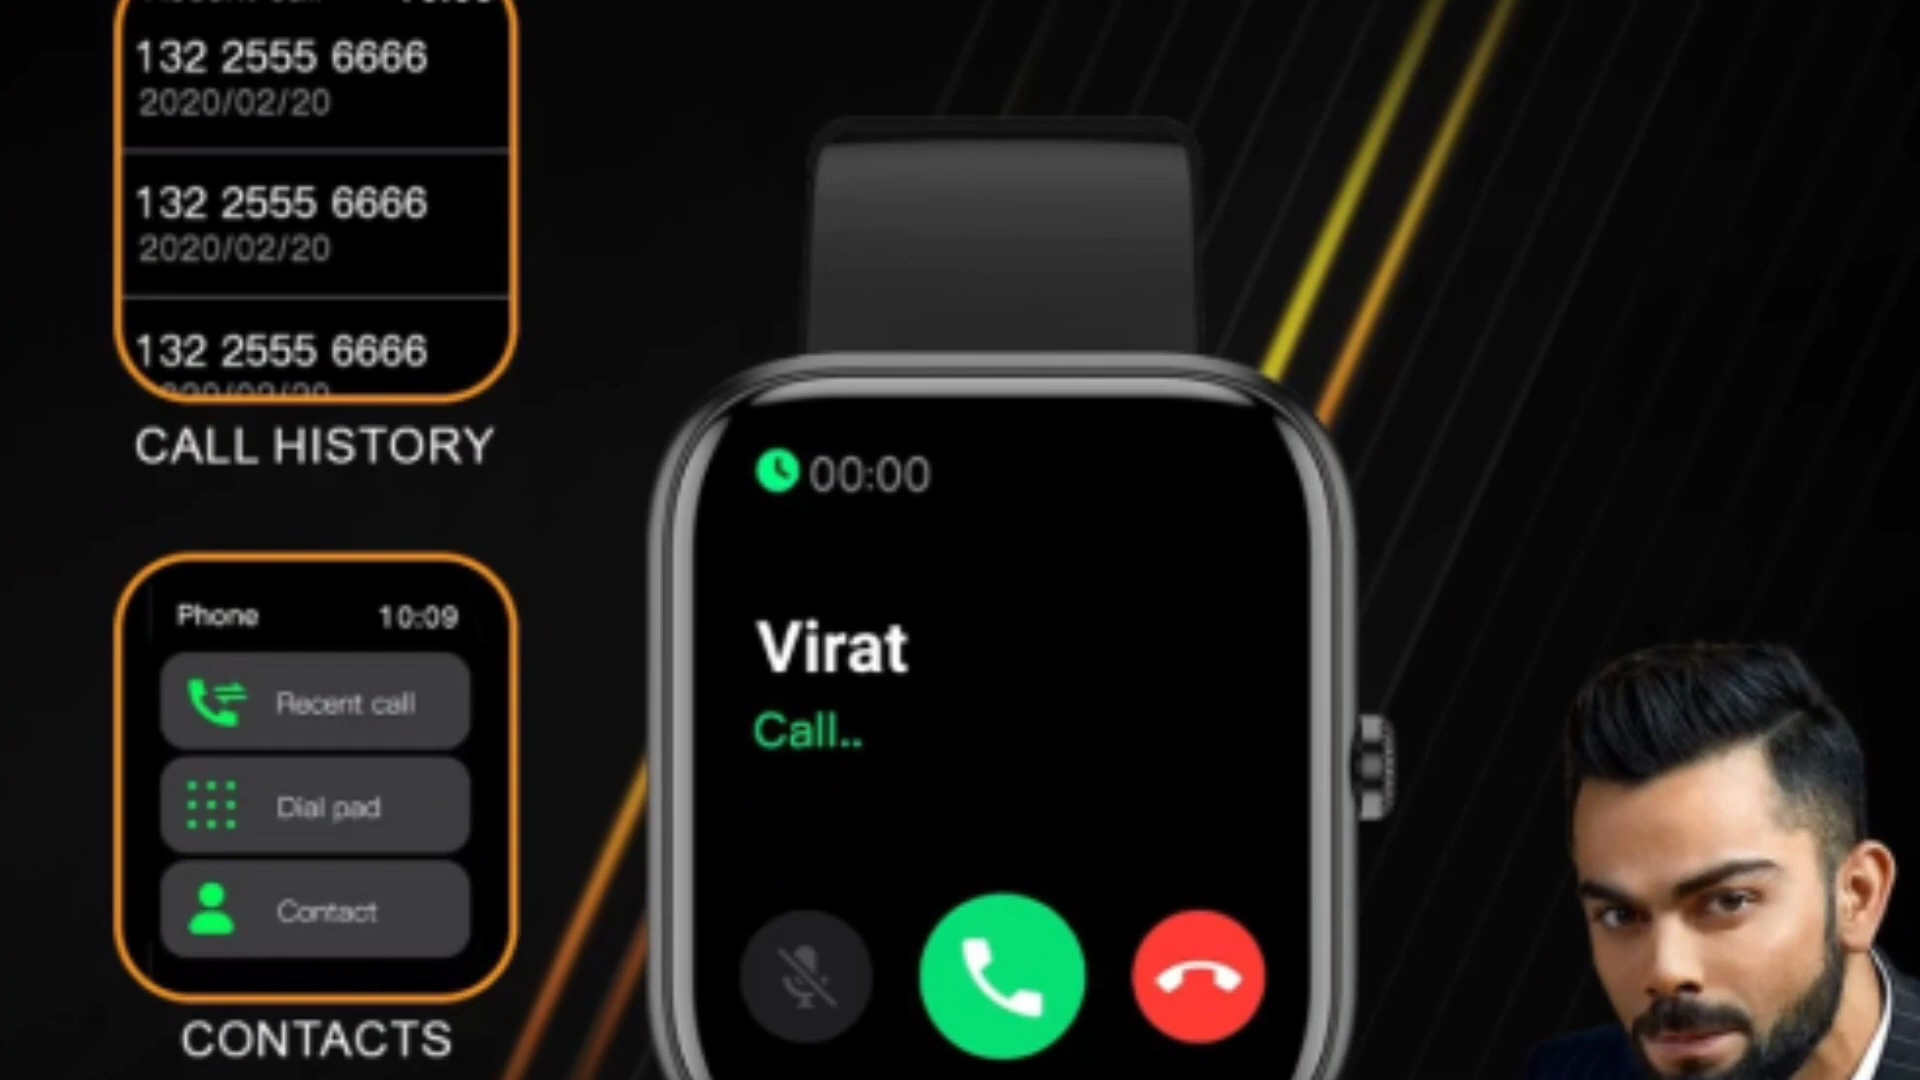 132 2555 6666
2020/02/20
132 2555 6666
2020/02/20
132 2555 6666
CALL HISTORY
Phone 10:09
Recent call
Dial pad
Contact
CONTACTS
00:00
Virat
Call..